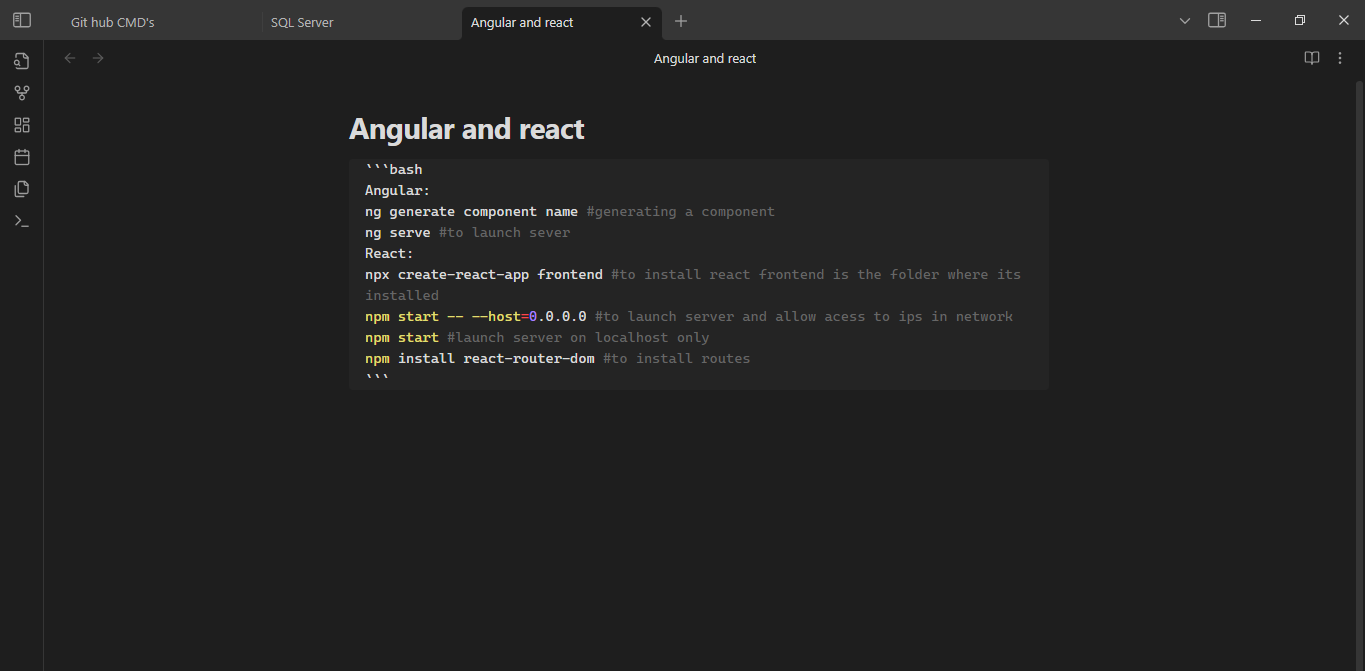 Git hub CMD's
SQL Server
Angular and react
Angular and react
Angular and react
```bash
Angular:
ng generate component name #generating a component
ng serve #to launch sever
React:
npx create-react-app frontend #to install react frontend is the folder where its
installed
npm start -- --host=0.0.0.0 #to launch server and allow acess to ips in network
npm start #launch server on localhost only
npm install react-router-dom #to install routes
```